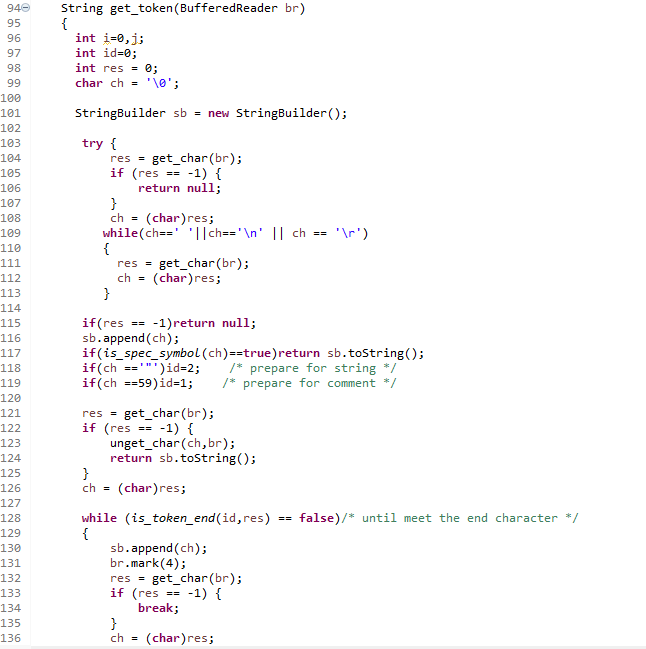 94 String get_token(BufferedReader br)
95 {
96 int i=0,j;
97 int id=0;
98 int res = 0;
99 char ch = '\0';
100
101 StringBuilder sb = new StringBuilder();
102
103 try {
104 res = get_char(br);
105 if (res == -1) {
106 return null;
107 }
108 ch = (char)res;
109 while(ch==' '||ch=='\n' || ch == '\r')
110 {
111 res = get_char(br);
112 ch = (char)res;
113 }
114
115 if(res == -1)return null;
116 sb.append(ch);
117 if(is_spec_symbol(ch)==true)return sb.toString();
118 if(ch =='"')id=2; /* prepare for string */
119 if(ch ==59)id=1; /* prepare for comment */
120
121 res = get_char(br);
122 if (res == -1) {
123 unget_char(ch,br);
124 return sb.toString();
125 }
126 ch = (char)res;
127
128 while (is_token_end(id,res) == false)/* until meet the end character */
129 {
130 sb.append(ch);
131 br.mark(4);
132 res = get_char(br);
133 if (res == -1) {
134 break;
135 }
136 ch = (char)res;